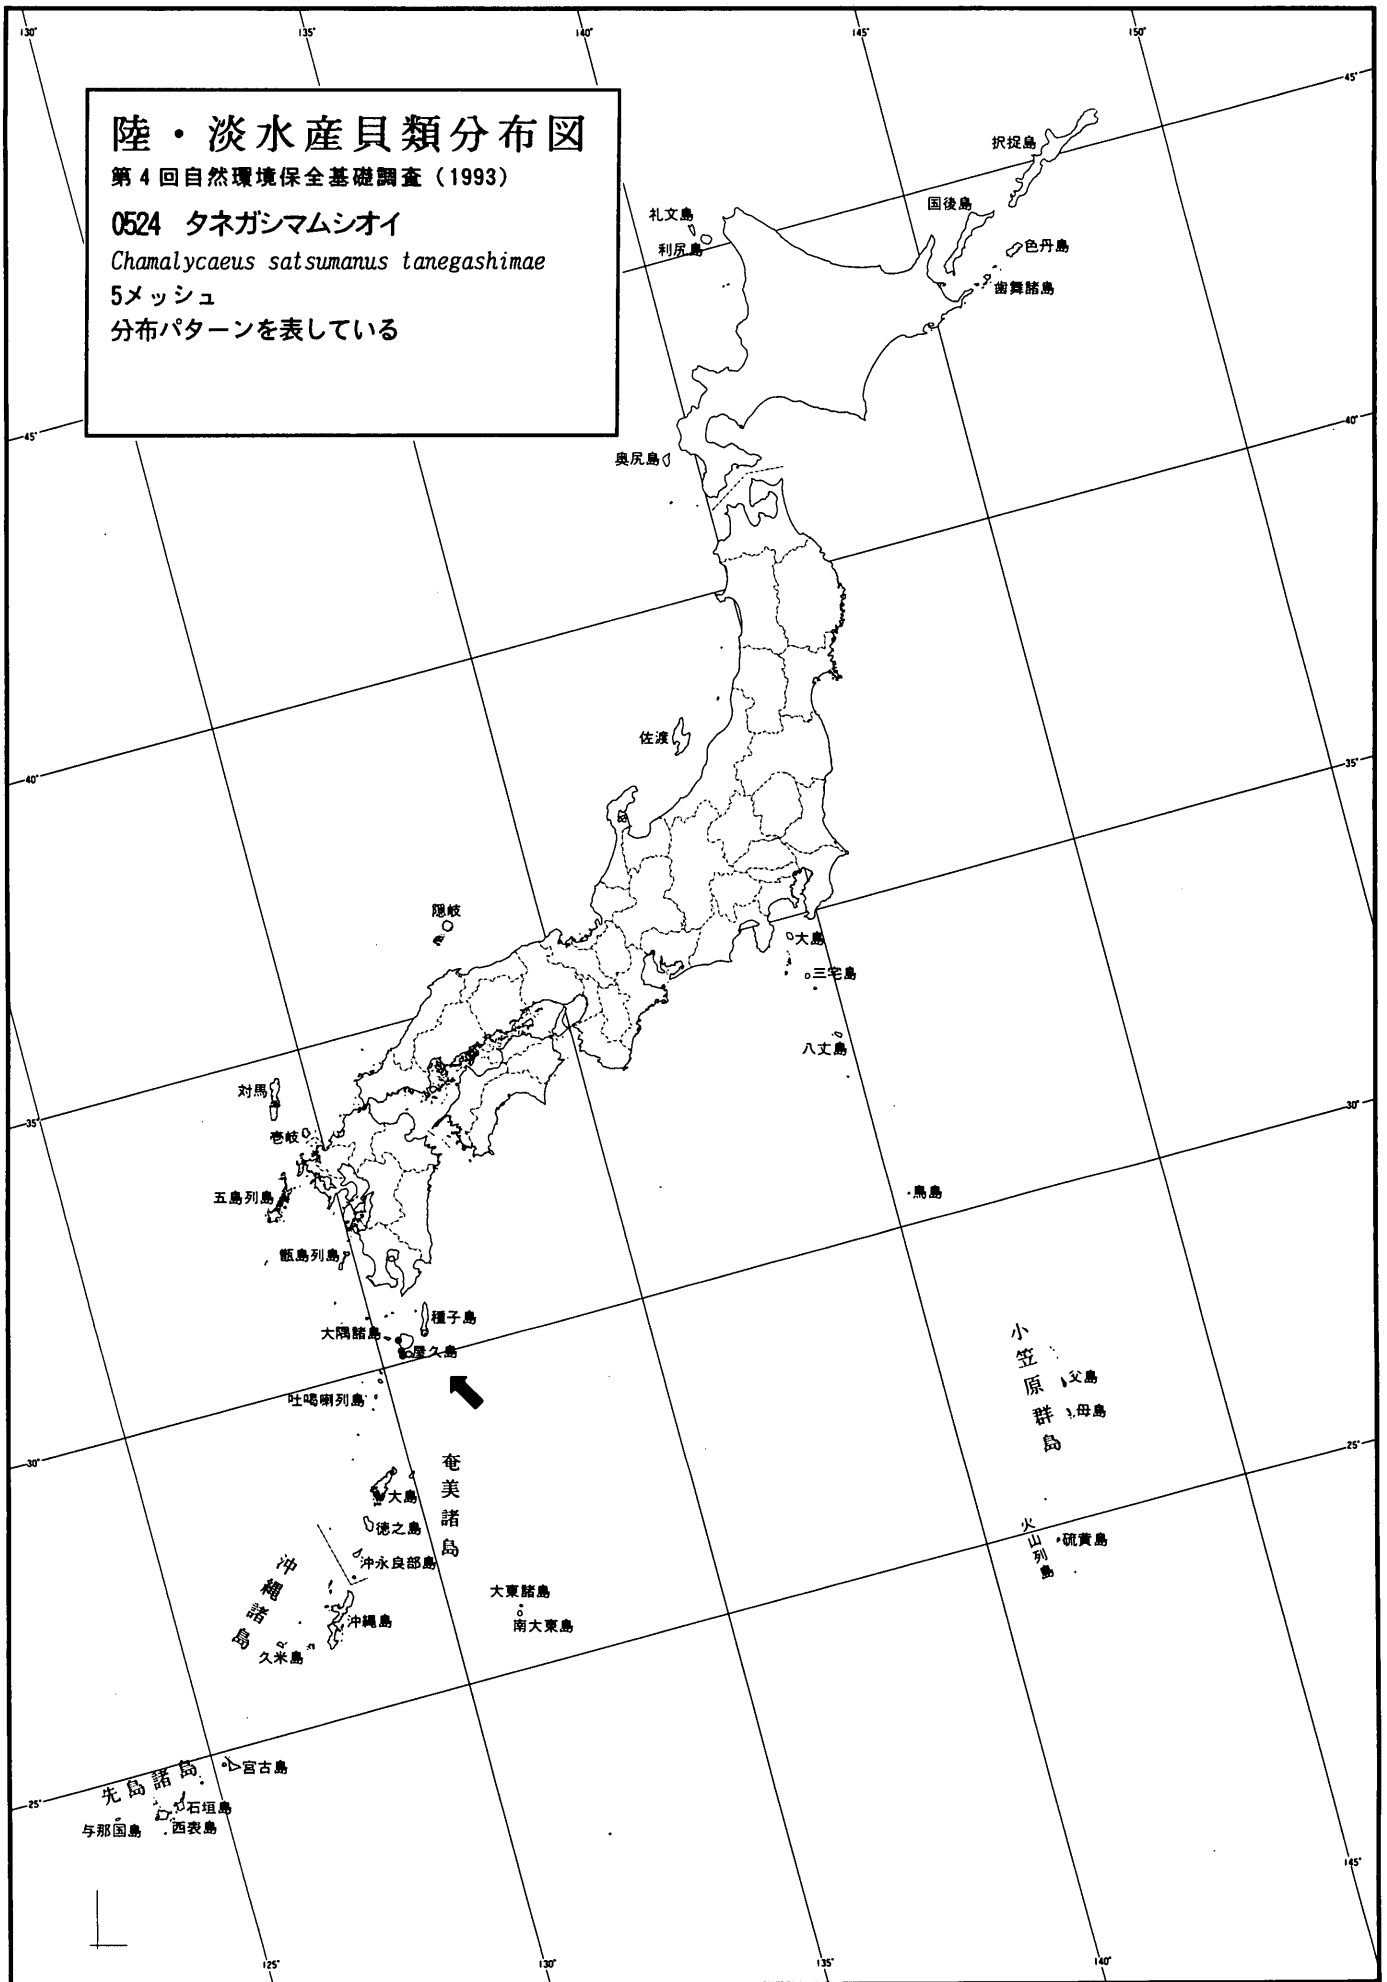 130°
135°
140°
145°
150°
陸・淡水産貝類分布図
第4回自然環境保全基礎調査（1993）
0524 タネガシマムシオイ
Chamalycaeus satsumanus tanegashimae
5メッシュ
分布パターンを表している
45°
択捉島
国後島
礼文島
利尻島
色丹島
歯舞諸島
45°
奥尻島
40°
佐渡
40°
35°
隠岐
大島
三宅島
八丈島
対馬
35°
壱岐
30°
五島列島
鳥島
甑島列島
種子島
大隅諸島
屋久島
吐噶喇列島
小笠原群島
父島
母島
25°
30°
奄美諸島
大島
徳之島
沖永良部島
火山列島
硫黄島
沖縄諸島
沖縄島
久米島
大東諸島
南大東島
先島諸島
宮古島
石垣島
西表島
与那国島
25°
145°
125°
130°
135°
140°